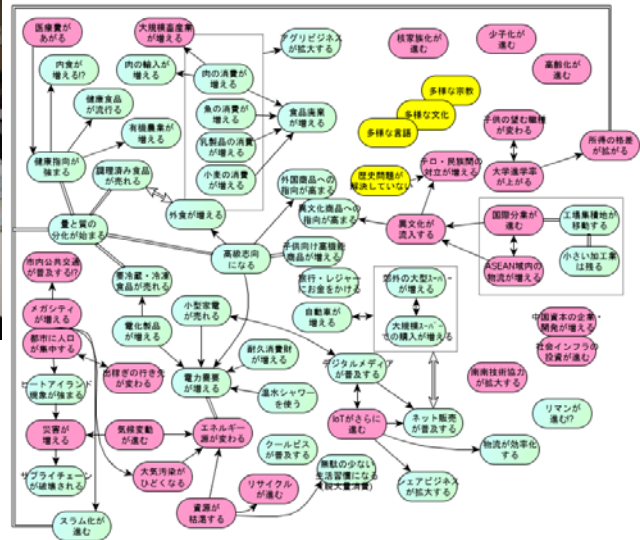 医療費が
あがる
大規模畜産業
が増える
アグリビジネス
が拡大する
核家族化が
進む
少子化が
進む
高齢化が
進む
内食が
増える!?
肉の輸入が
増える
肉の消費が
増える
健康食品
が流行る
魚の消費が
増える
食品廃棄
が増える
多様な宗教
多様な文化
多様な言語
子供の望む職種
が変わる
所得の格差
が拡がる
有機農業が
増える
乳製品の消費
が増える
健康指向が
強まる
調理済み食品
が売れる
小麦の消費
が増える
外国商品への
指向が高まる
歴史問題が
解決していない
テロ・民族間の
対立が増える
大学進学率
が上がる
外食が増える
異文化商品への
指向が高まる
異文化が
流入する
国際分業が
進む
工場集積地が
移動する
量と質の
分化が始まる
高級志向
になる
子供向け高機能
商品が増える
小さい加工業
は残る
市内公共交通
が普及する!?
要冷蔵・冷凍
食品が売れる
旅行・レジャー
にお金をかける
郊外の大型スーパー
が増える
ASEAN域内の
物流が増える
メガシティ
が増える
小型家電
が売れる
自動車が
増える
大規模スーパー
での購入が増える
中国資本の企業・
開発が増える
都市に人口
が集中する
電化製品
が増える
社会インフラの
投資が進む
出稼ぎの行き先
が変わる
耐久消費財
が増える
デジタルメディア
が普及する
南南技術協力
が拡大する
ヒートアイランド
現象が強まる
電力需要
が増える
温水シャワー
を使う
災害が
増える
気候変動
が進む
エネルギー
源が変わる
IoTがさらに
進む
ネット販売
が普及する
リマンが
進む!?
クールビス
が普及する
物流が効率化
する
サプライチェーン
が破壊される
大気汚染が
ひどくなる
リサイクル
が進む
無駄の少ない
生活習慣になる
(脱大量消費)
シェアビジネス
が拡大する
スラム化が
進む
資源が
枯渇する